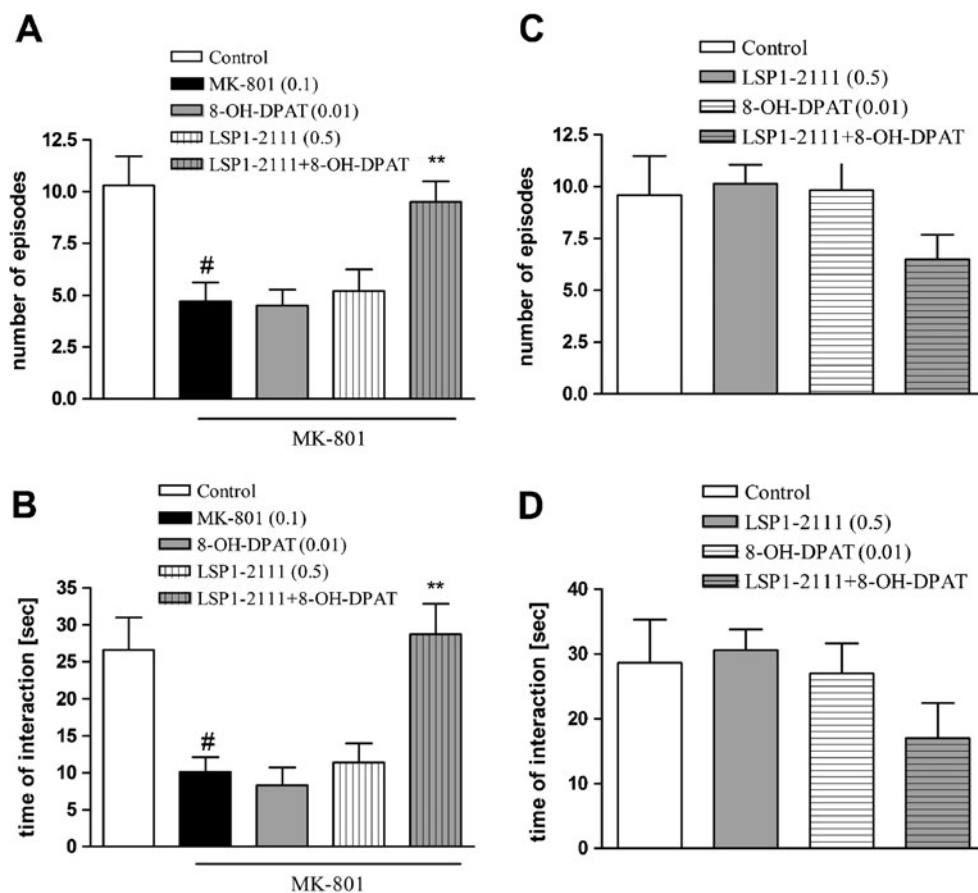 A
Control
MK-801 (0.1)
8-OH-DPAT (0.01)
LSP1-2111 (0.5)
LSP1-2111+8-OH-DPAT
number of episodes
12.5
10.0
7.5
5.0
2.5
0.0
#
**
MK-801
B
Control
MK-801 (0.1)
8-OH-DPAT (0.01)
LSP1-2111 (0.5)
LSP1-2111+8-OH-DPAT
time of interaction [sec]
35
30
25
20
15
10
5
0
#
**
MK-801
C
Control
LSP1-2111 (0.5)
8-OH-DPAT (0.01)
LSP1-2111+8-OH-DPAT
number of episodes
12.5
10.0
7.5
5.0
2.5
0.0
D
Control
LSP1-2111 (0.5)
8-OH-DPAT (0.01)
LSP1-2111+8-OH-DPAT
time of interaction [sec]
40
30
20
10
0